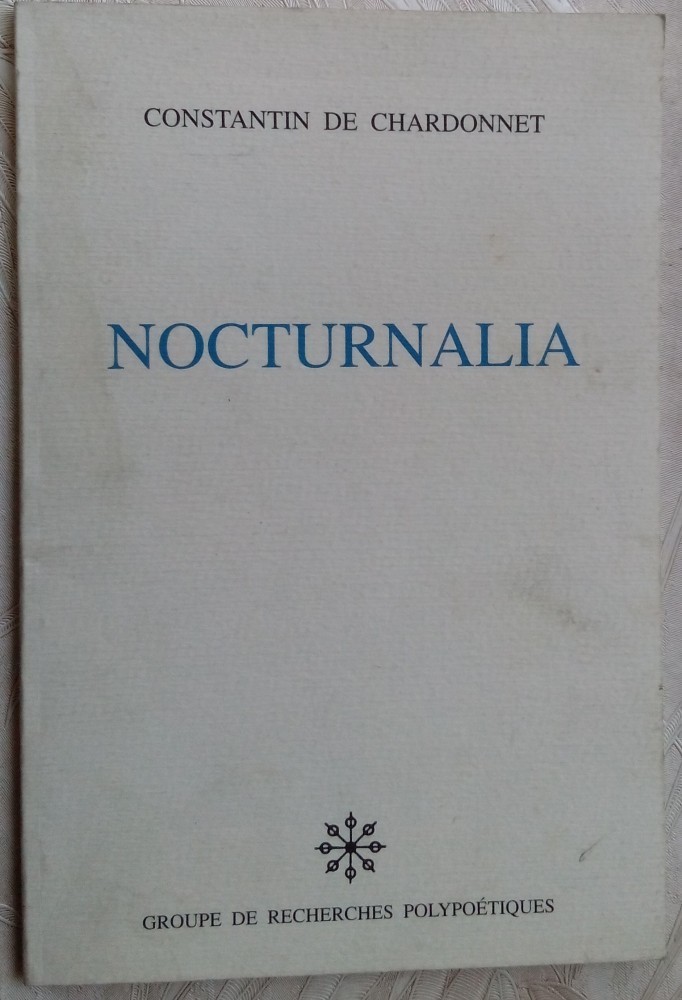 CONSTANTIN DE CHARDONNET
NOCTURNALIA
GROUPE DE RECHERCHES POLYPOÉTIQUES